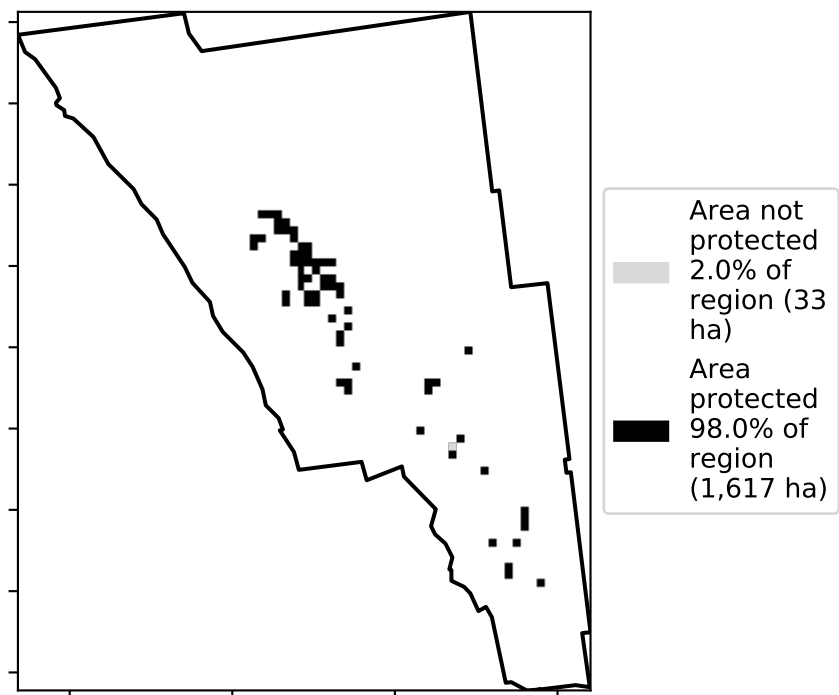 Area not
protected
2.0% of
region (33
ha)
Area
protected
98.0% of
region
(1,617 ha)